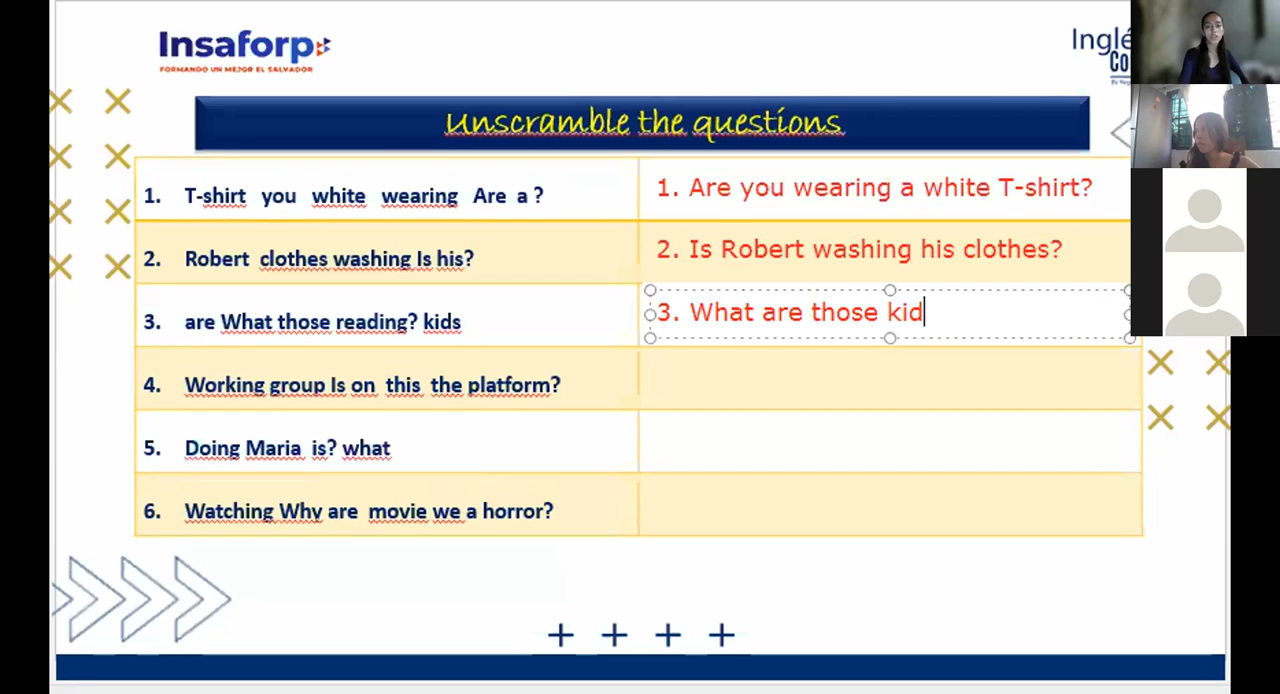 Insaforp
FORMANDO UN MEJOR EL SALVADOR
Unscramble the questions
1. T-shirt you white wearing Are a ?
1. Are you wearing a white T-shirt?
2. Robert clothes washing Is his?
2. Is Robert washing his clothes?
3. are What those reading? kids
3. What are those kid
4. Working group Is on this the platform?
5. Doing Maria is? what
6. Watching Why are movie we a horror?